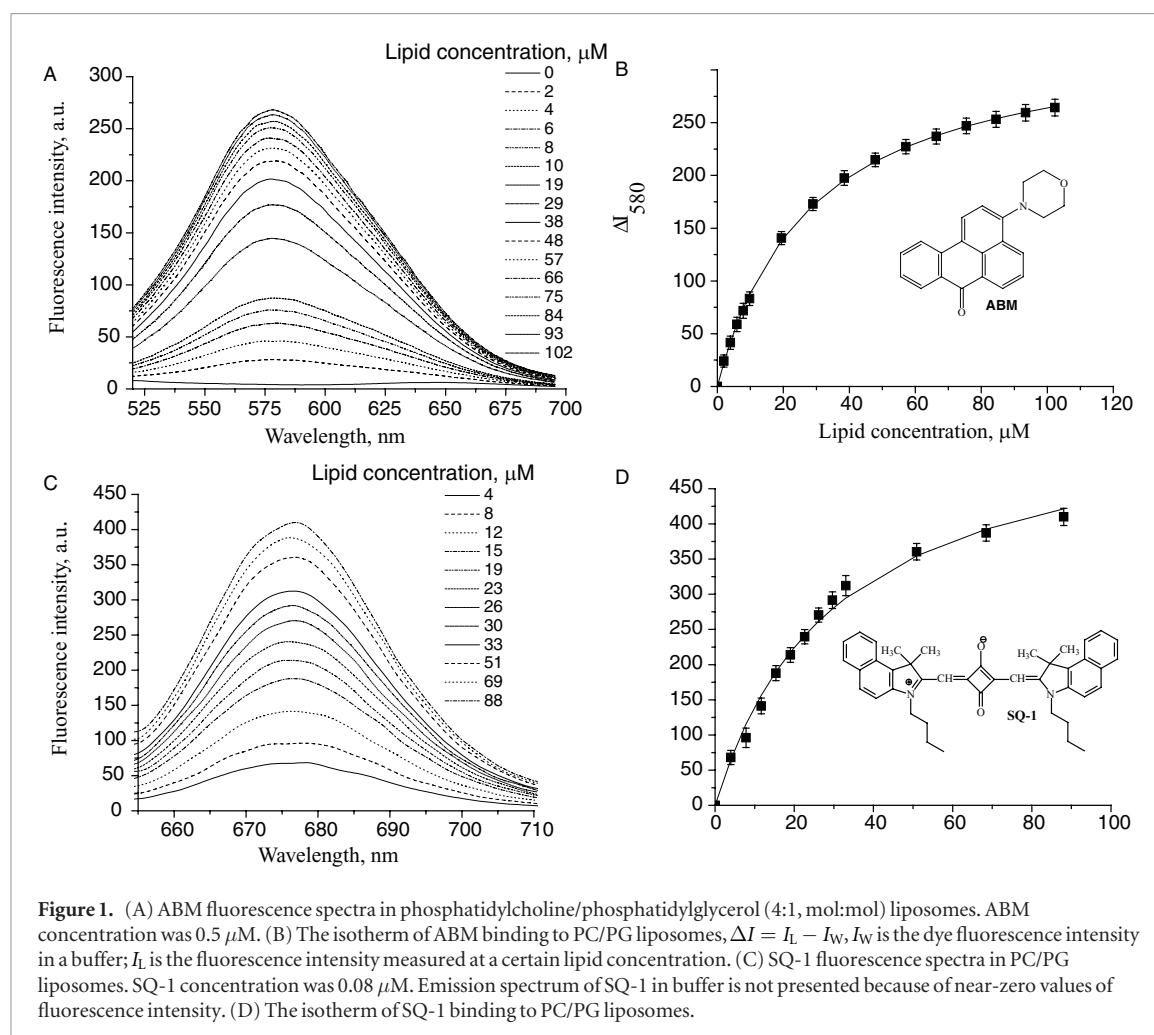 A
Lipid concentration, μM
0
2
4
6
8
10
19
29
38
48
57
66
75
84
93
102
300
250
200
150
100
50
0
Fluorescence intensity, a.u.
525 550 575 600 625 650 675 700
Wavelength, nm
B
250
200
150
100
50
0
ΔI580
N
O
O
ABM
0 20 40 60 80 100 120
Lipid concentration, μM
C
Lipid concentration, μM
4
8
12
15
19
23
26
30
33
51
69
88
450
400
350
300
250
200
150
100
50
0
Fluorescence intensity, a.u.
660 670 680 690 700 710
Wavelength, nm
D
450
400
350
300
250
200
150
100
50
0
H3C CH3 O⊖ H3C CH3
⊕ CH CH
N O N
SQ-1
0 20 40 60 80 100
Figure 1. (A) ABM fluorescence spectra in phosphatidylcholine/phosphatidylglycerol (4:1, mol:mol) liposomes. ABM
concentration was 0.5 μM. (B) The isotherm of ABM binding to PC/PG liposomes, ΔI = IL − IW, IW is the dye fluorescence intensity
in a buffer; IL is the fluorescence intensity measured at a certain lipid concentration. (C) SQ-1 fluorescence spectra in PC/PG
liposomes. SQ-1 concentration was 0.08 μM. Emission spectrum of SQ-1 in buffer is not presented because of near-zero values of
fluorescence intensity. (D) The isotherm of SQ-1 binding to PC/PG liposomes.